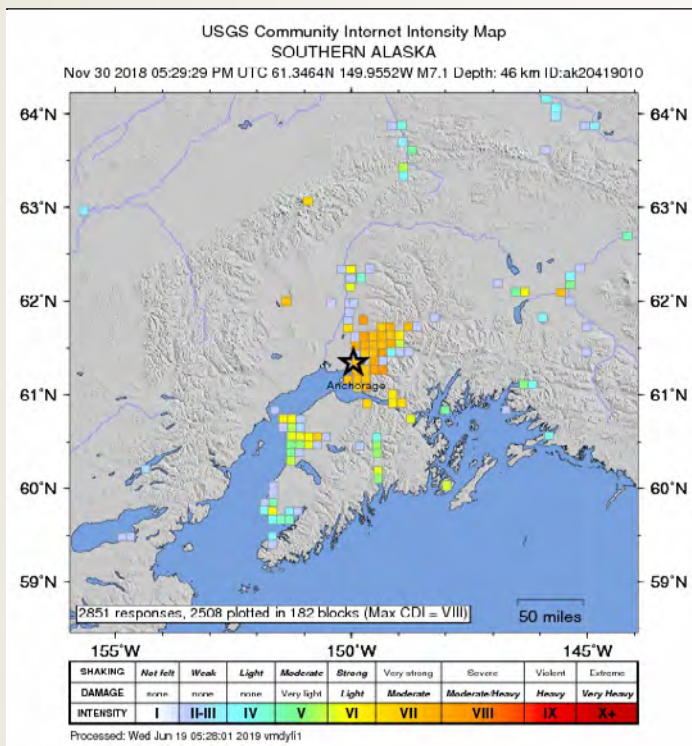 USGS Community Internet Intensity Map
SOUTHERN ALASKA
Nov 30 2018 05:29:29 PM UTC 61.3464N 149.9552W M7.1 Depth: 46 km ID:ak20419010
64°N
64°N
63°N
63°N
62°N
62°N
61°N
61°N
Anchorage
60°N
60°N
59°N
59°N
2851 responses, 2508 plotted in 182 blocks (Max CDI = VIII)
50 miles
155°W
150°W
145°W
SHAKING Not felt Weak Light Moderate Strong Very strong Severe Violent Extreme
DAMAGE none none none Very light Light Moderate Moderate/Heavy Heavy Very Heavy
INTENSITY I II-III IV V VI VII VIII IX X+
Processed: Wed Jun 19 05:28:01 2019 vmdyfi1